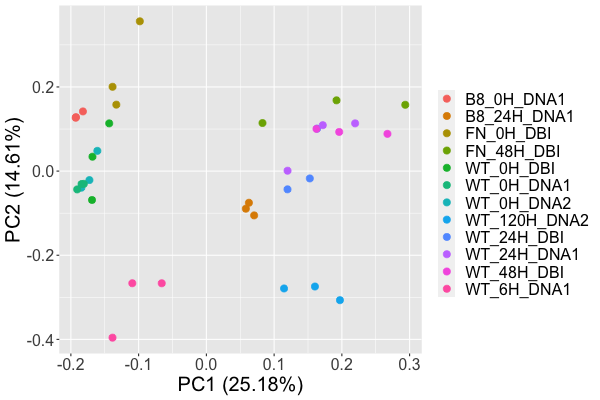 0.2
0.0
-0.2
-0.4
PC2 (14.61%)
-0.2 -0.1 0.0 0.1 0.2 0.3
PC1 (25.18%)
B8_0H_DNA1
B8_24H_DNA1
FN_0H_DBI
FN_48H_DBI
WT_0H_DBI
WT_0H_DNA1
WT_0H_DNA2
WT_120H_DNA2
WT_24H_DBI
WT_24H_DNA1
WT_48H_DBI
WT_6H_DNA1